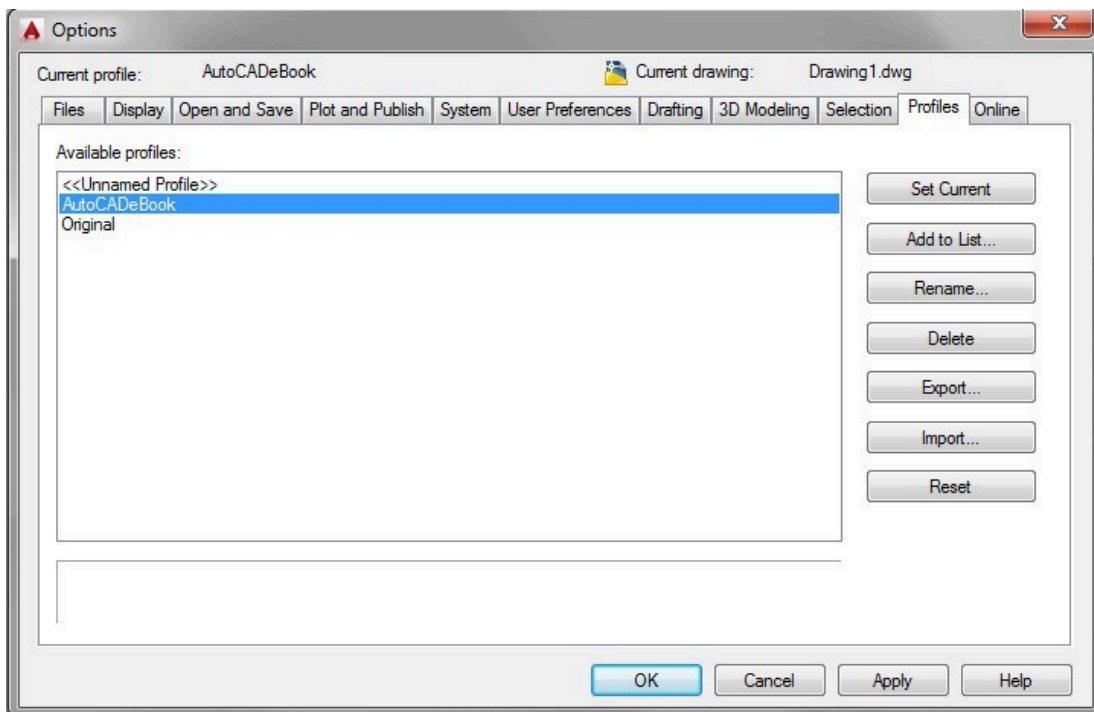 Options
Current profile: AutoCADeBook Current drawing: Drawing1.dwg
Files Display Open and Save Plot and Publish System User Preferences Drafting 3D Modeling Selection Profiles Online
Available profiles:
<<Unnamed Profile>>
AutoCADeBook
Original
Set Current
Add to List...
Rename...
Delete
Export...
Import...
Reset
OK Cancel Apply Help